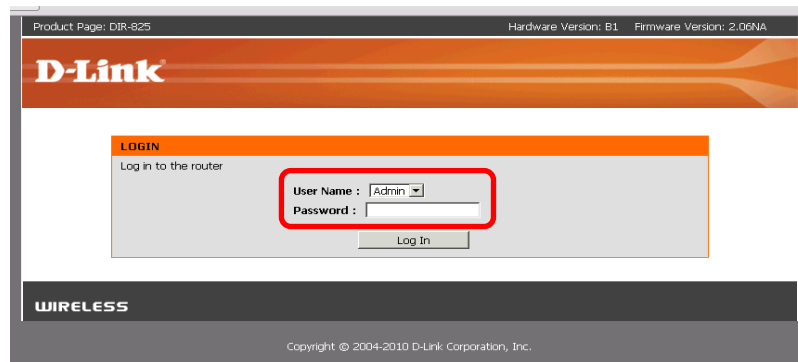 Product Page: DIR-825 Hardware Version: B1 Firmware Version: 2.06NA
D-Link
LOGIN
Log in to the router
User Name : Admin
Password :
Log In
WIRELESS
Copyright © 2004-2010 D-Link Corporation, Inc.